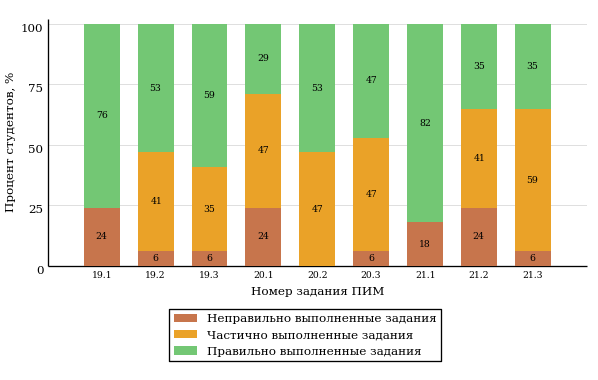 Процент студентов, %
100
75
50
25
0
76 53 59 29 53 47 82 35 35
41 35 47 47 47 41 59
24 6 6 24 6 18 24 6
19.1 19.2 19.3 20.1 20.2 20.3 21.1 21.2 21.3
Номер задания ПИМ
Неправильно выполненные задания
Частично выполненные задания
Правильно выполненные задания